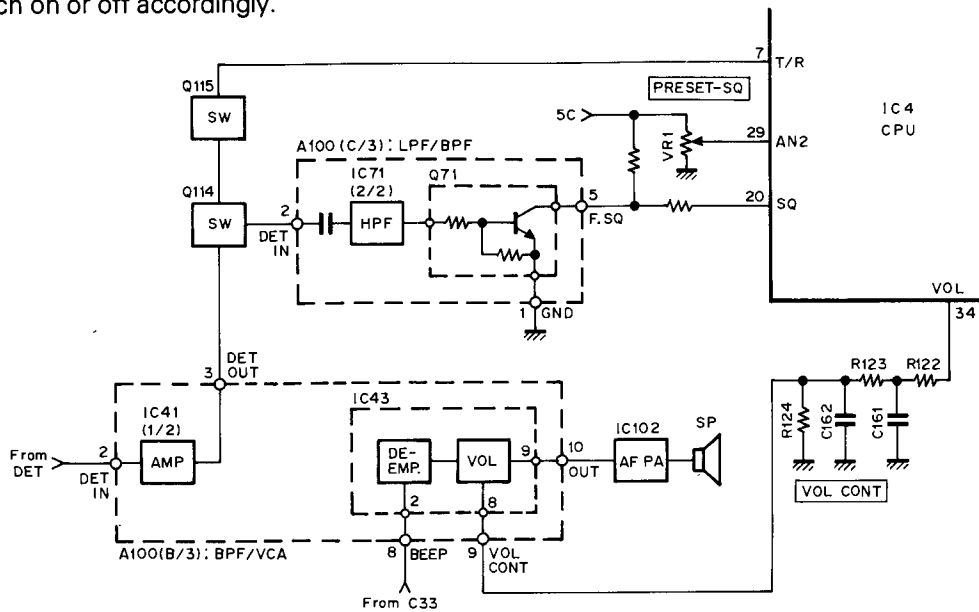 ch on or off accordingly.
7
T/R
Q115
SW
PRESET-SQ
5C
IC4
CPU
VR1
29
AN2
A100(C/3): LPF/BPF
IC71
(2/2)
Q71
Q114
SW
2
DET
IN
HPF
5
F. SQ
20
SQ
1
GND
VOL
34
3
DET
OUT
R123
R122
R124
C162
C161
VOL CONT
IC41
(1/2)
IC43
From
DET
2
DET
IN
AMP
DE-
EMP.
VOL
9
10
OUT
IC102
AF PA
SP
2
8
A100(B/3): BPF/VCA
8
BEEP
9
VOL
CONT
From C33